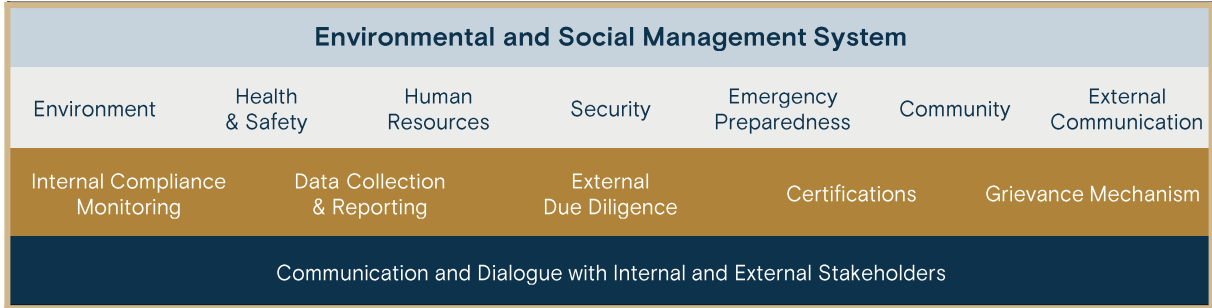 Environmental and Social Management System
Environment
Health
& Safety
Human
Resources
Security
Emergency
Preparedness
Community
External
Communication
Internal Compliance
Monitoring
Data Collection
& Reporting
External
Due Diligence
Certifications
Grievance Mechanism
Communication and Dialogue with Internal and External Stakeholders